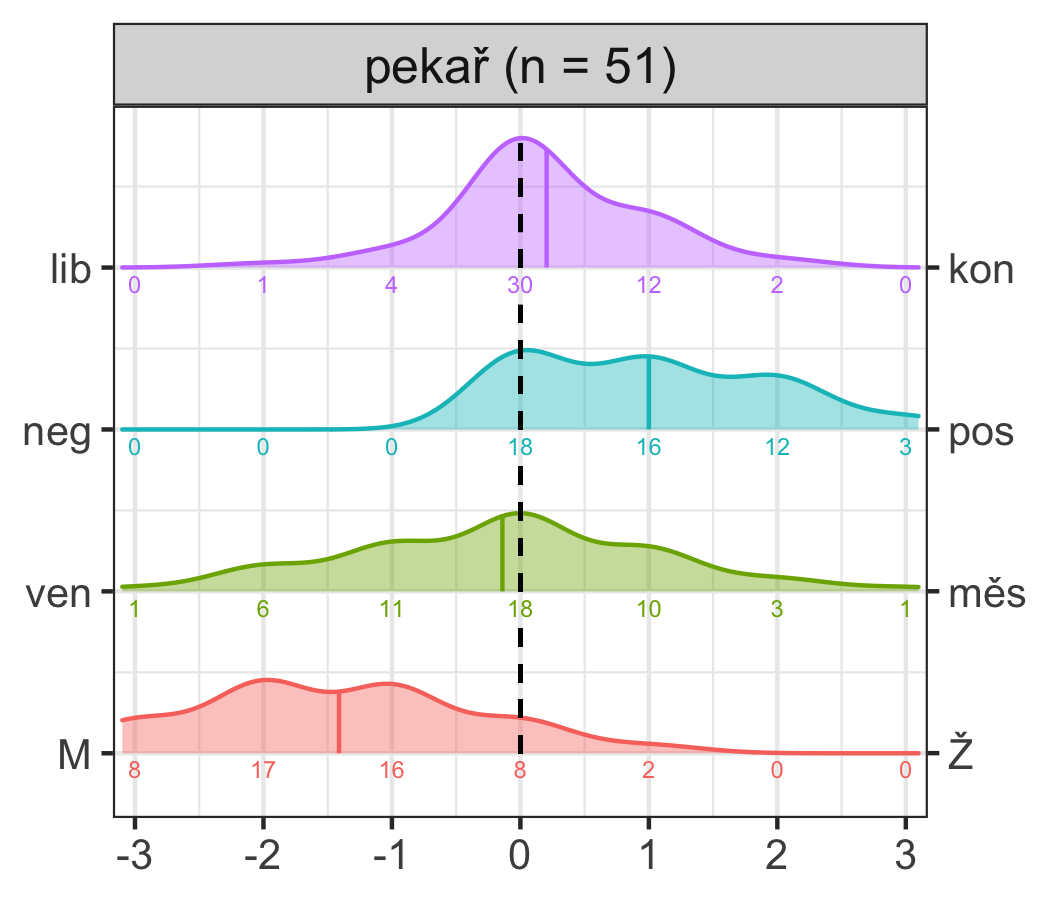 pekař (n = 51)
lib kon
0 1 4 30 12 2 0
neg pos
0 0 0 18 16 12 3
ven měs
1 6 11 18 10 3 1
M Ž
8 17 16 8 2 0 0
-3 -2 -1 0 1 2 3